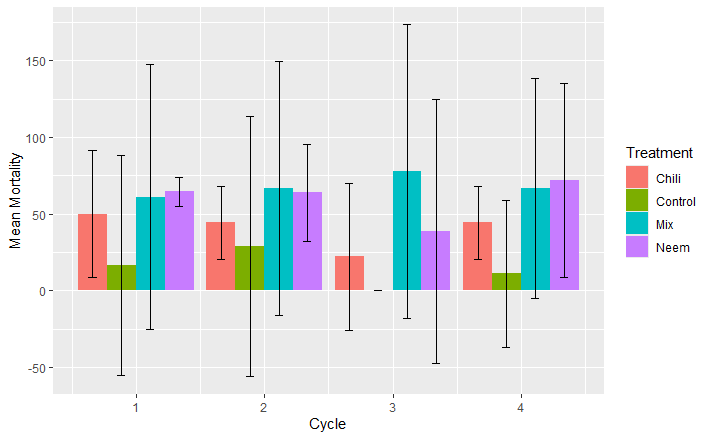 150
100
50
0
-50
Mean Mortality
1 2 3 4
Cycle
Treatment
Chili
Control
Mix
Neem